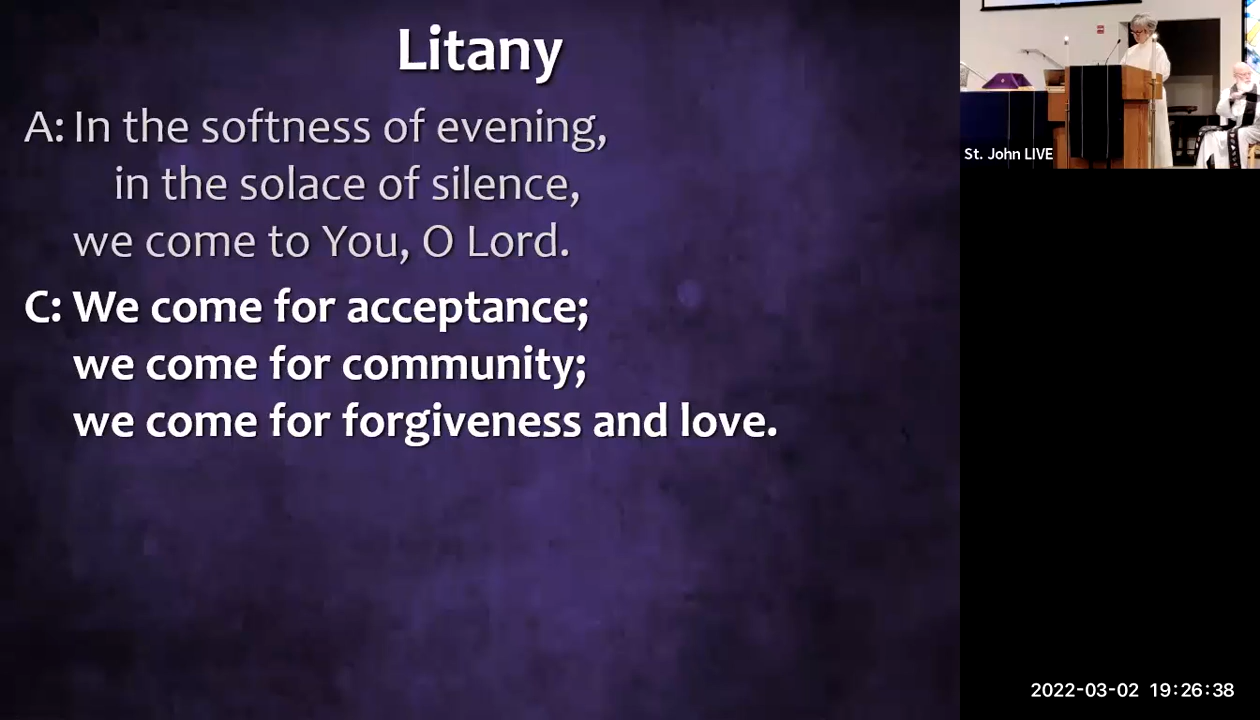 Litany
A: In the softness of evening,
in the solace of silence,
we come to You, O Lord.
C: We come for acceptance;
we come for community;
we come for forgiveness and love.
St. John LIVE
2022-03-02 19:26:38